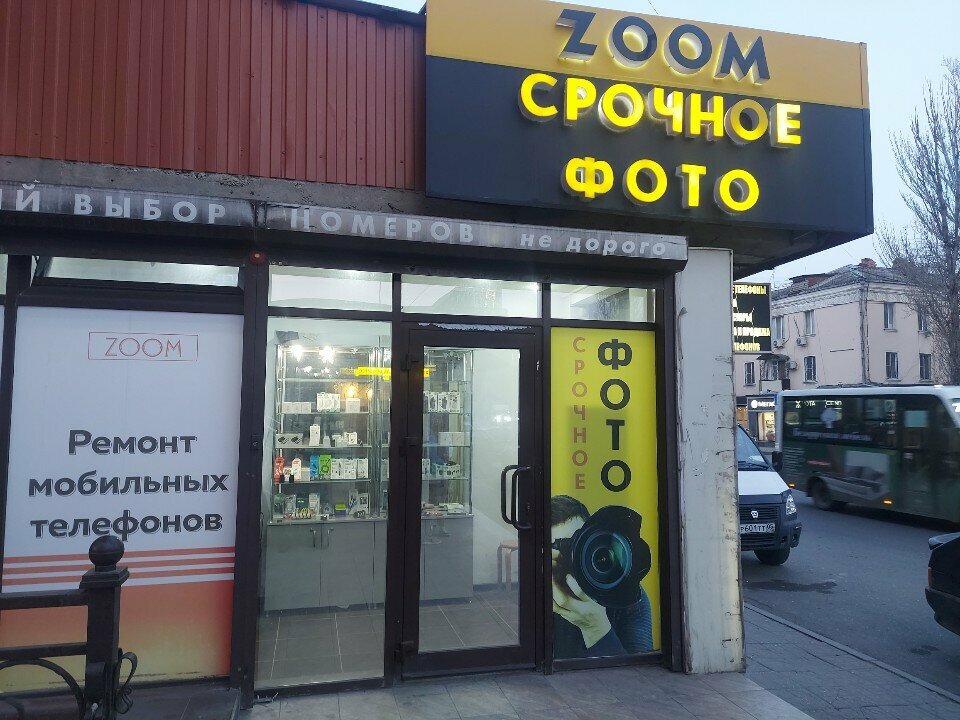 ZOOM
СРОЧНОЕ
ФОТО
ВЫБОР НОМЕРОВ не дорого
ZOOM
Ремонт
мобильных
телефонов
СРОЧНОЕ
ФОТО